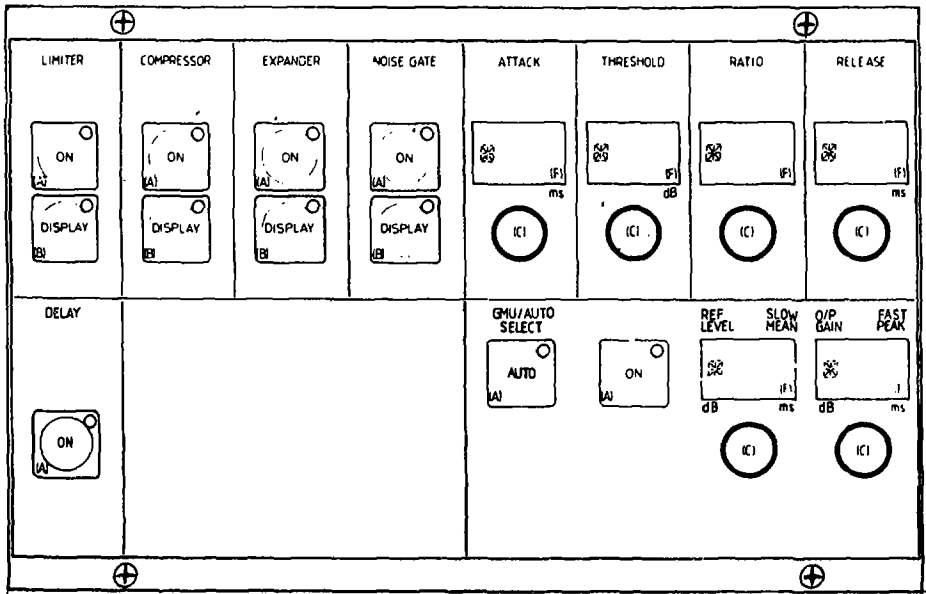 LIMITER COMPRESSOR EXPANDER NOISE GATE ATTACK THRESHOLD RATIO RELEASE
ON ON ON ON
(A) (A) (A) (A) (F) (F) (F) (F)
ms dB ms
DISPLAY DISPLAY DISPLAY DISPLAY (C) (C) (C) (C)
(B) (B) (B) (B)
DELAY GMU/AUTO SELECT REF LEVEL SLOW MEAN O/P GAIN FAST PEAK
AUTO ON
(A) (A) (F)
dB ms dB ms
ON (C) (C)
(A)